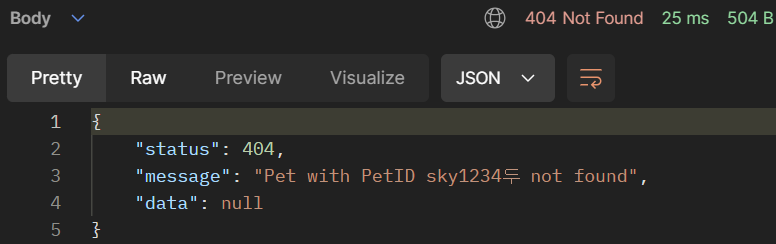 Body 404 Not Found 25 ms 504 B
Pretty Raw Preview Visualize JSON
1 {
2 "status": 404,
3 "message": "Pet with PetID sky1234두 not found",
4 "data": null
5 }